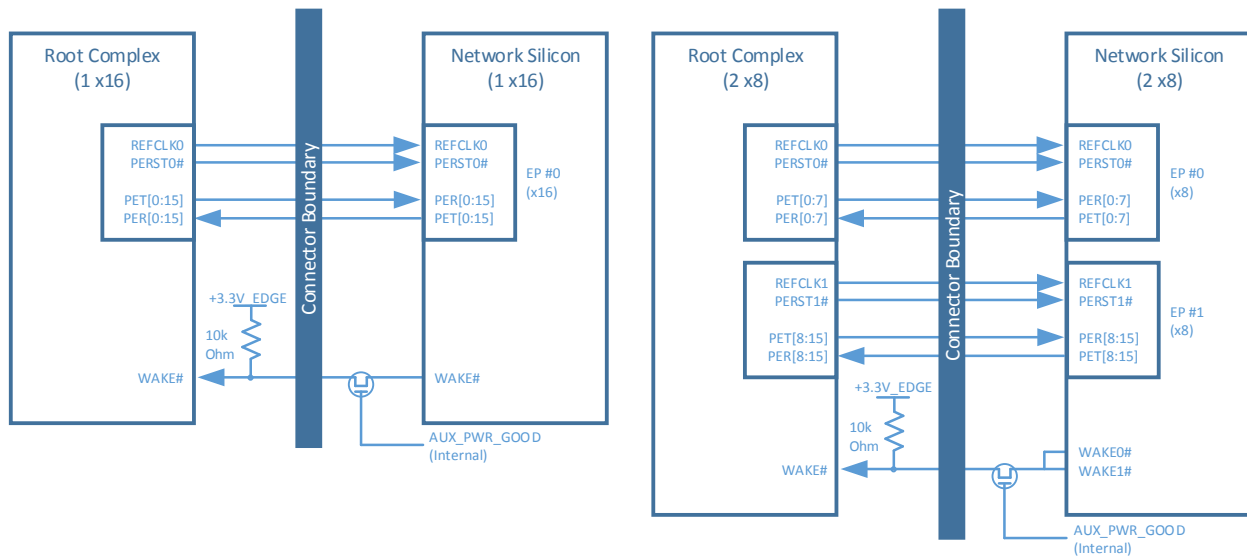 Root Complex
(1 x16)
REFCLK0
PERST0#
PET[0:15]
PER[0:15]
+3.3V_EDGE
10k
Ohm
WAKE#
Connector Boundary
Network Silicon
(1 x16)
REFCLK0
PERST0#
PER[0:15]
PET[0:15]
EP #0
(x16)
WAKE#
AUX_PWR_GOOD
(Internal)
Root Complex
(2 x8)
REFCLK0
PERST0#
PET[0:7]
PER[0:7]
REFCLK1
PERST1#
PET[8:15]
PER[8:15]
+3.3V_EDGE
10k
Ohm
WAKE#
Connector Boundary
Network Silicon
(2 x8)
REFCLK0
PERST0#
PER[0:7]
PET[0:7]
EP #0
(x8)
REFCLK1
PERST1#
PER[8:15]
PET[8:15]
EP #1
(x8)
WAKE0#
WAKE1#
AUX_PWR_GOOD
(Internal)